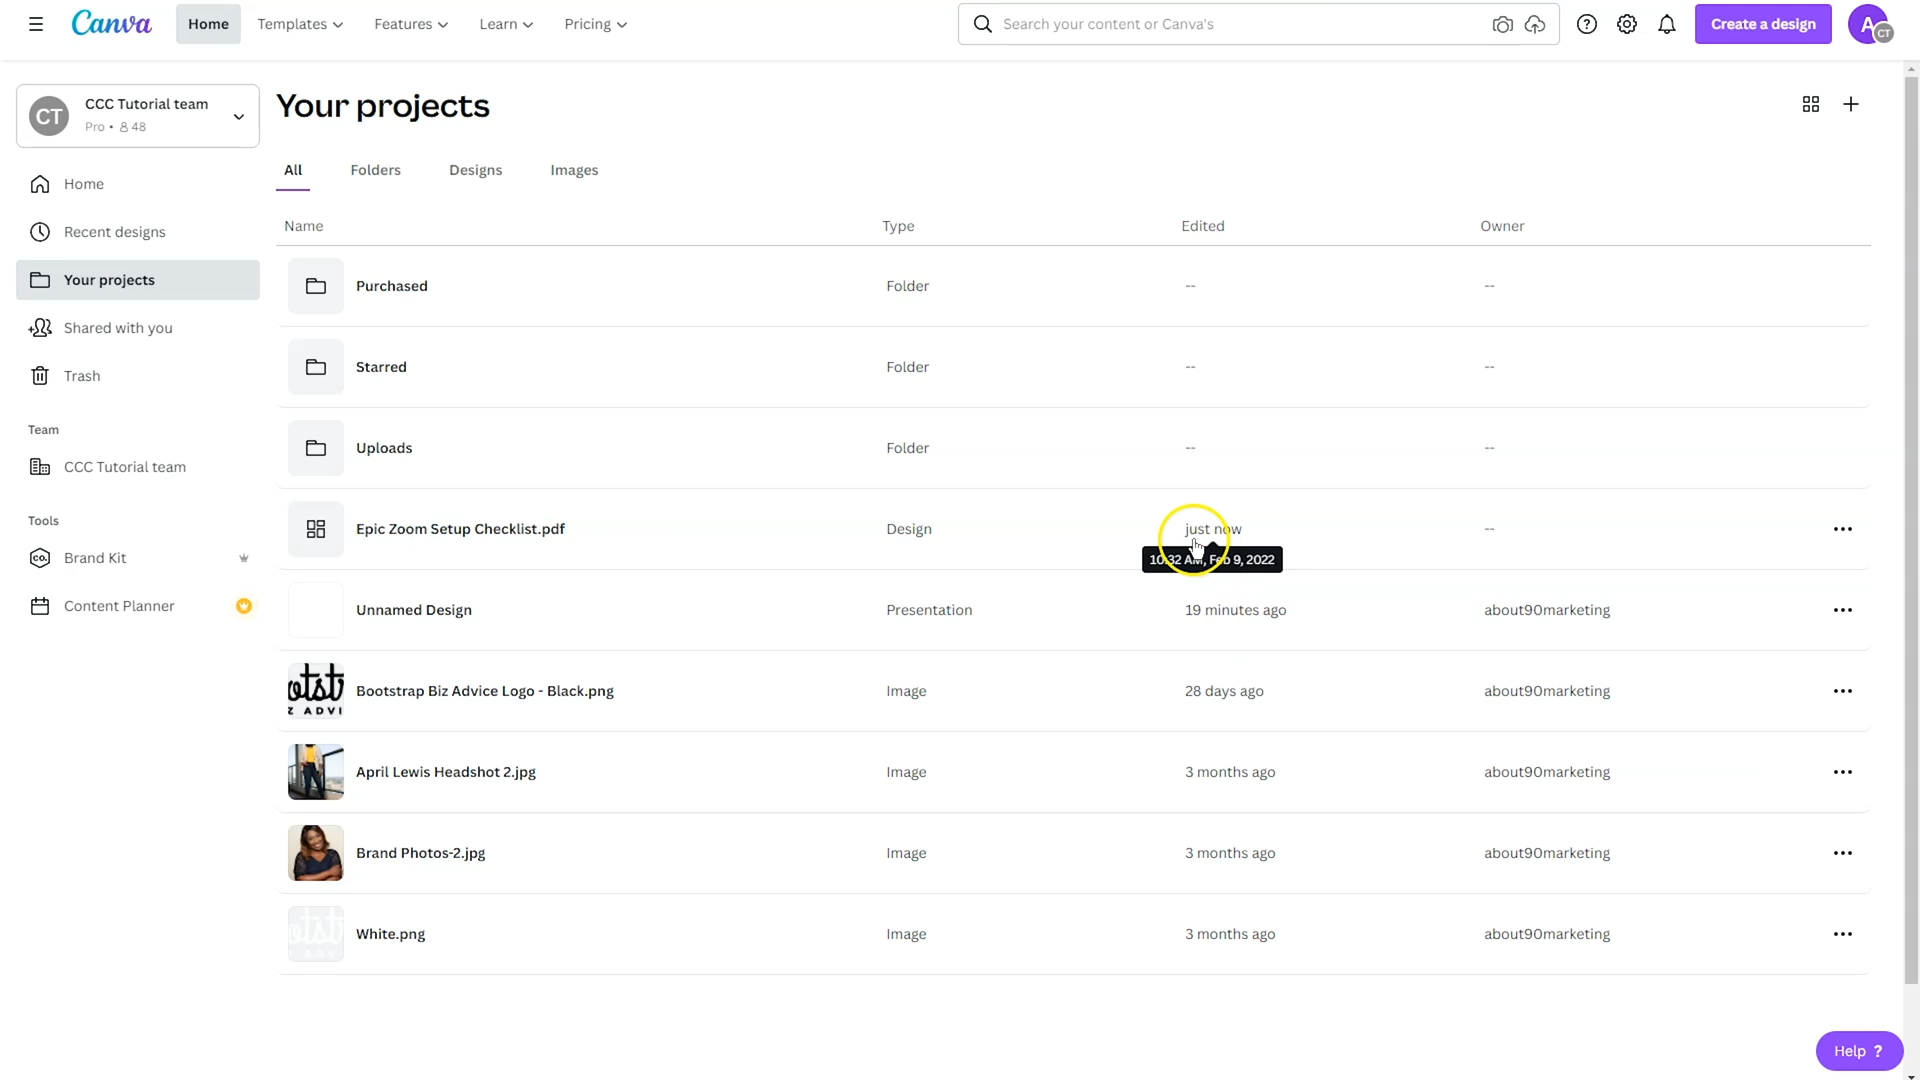 Canva
Home
Templates
Features
Learn
Pricing
Search your content or Canva's
Create a design
A
CT
CT
CCC Tutorial team
Pro • 48
Your projects
All
Folders
Designs
Images
Home
Recent designs
Your projects
Shared with you
Trash
Team
CCC Tutorial team
Tools
CO.
Brand Kit
Content Planner
Name Type Edited Owner
Purchased Folder -- --
Starred Folder -- --
Uploads Folder -- --
Epic Zoom Setup Checklist.pdf Design just now --
10:32 AM, Feb 9, 2022
Unnamed Design Presentation 19 minutes ago about90marketing
otstr
Z ADVI
Bootstrap Biz Advice Logo - Black.png Image 28 days ago about90marketing
April Lewis Headshot 2.jpg Image 3 months ago about90marketing
Brand Photos-2.jpg Image 3 months ago about90marketing
White.png Image 3 months ago about90marketing
Help ?